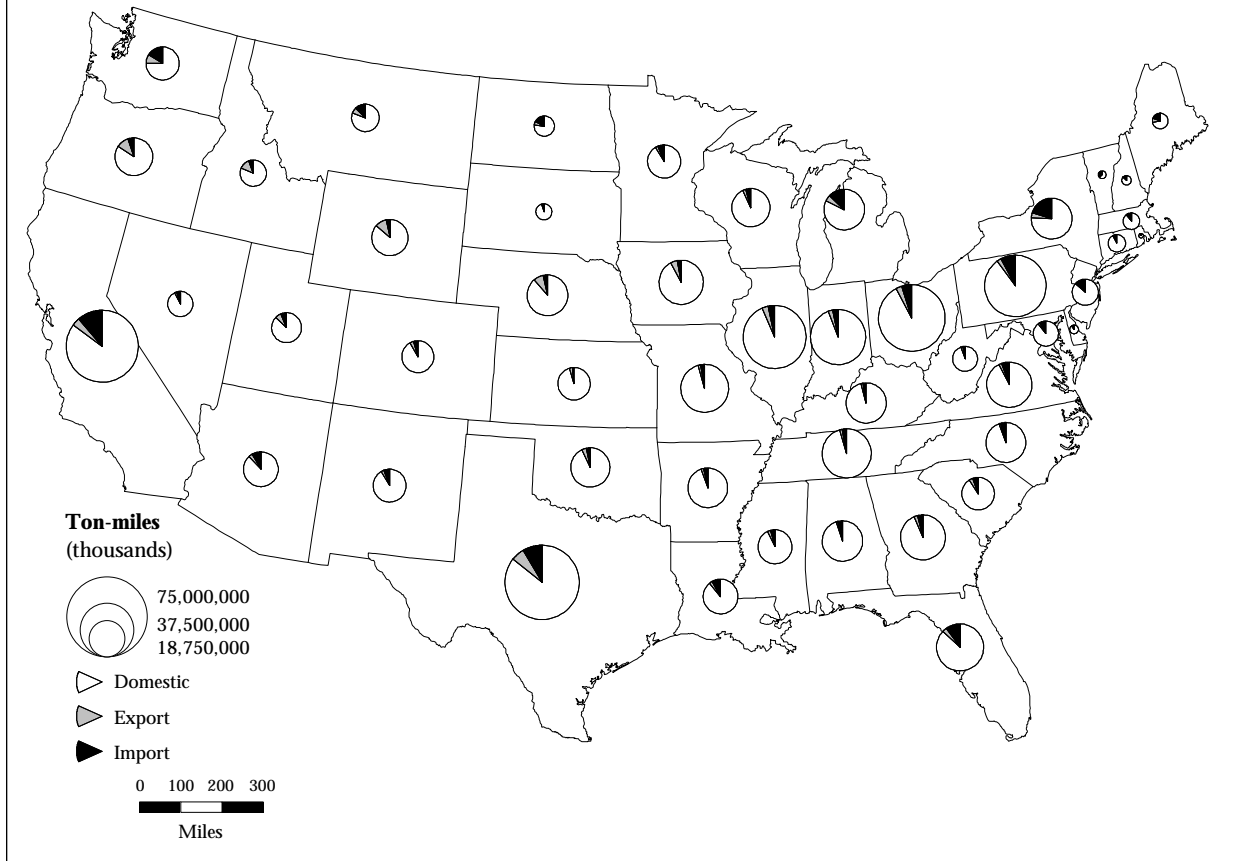 Ton-miles
(thousands)
75,000,000
37,500,000
18,750,000
Domestic
Export
Import
0 100 200 300
Miles